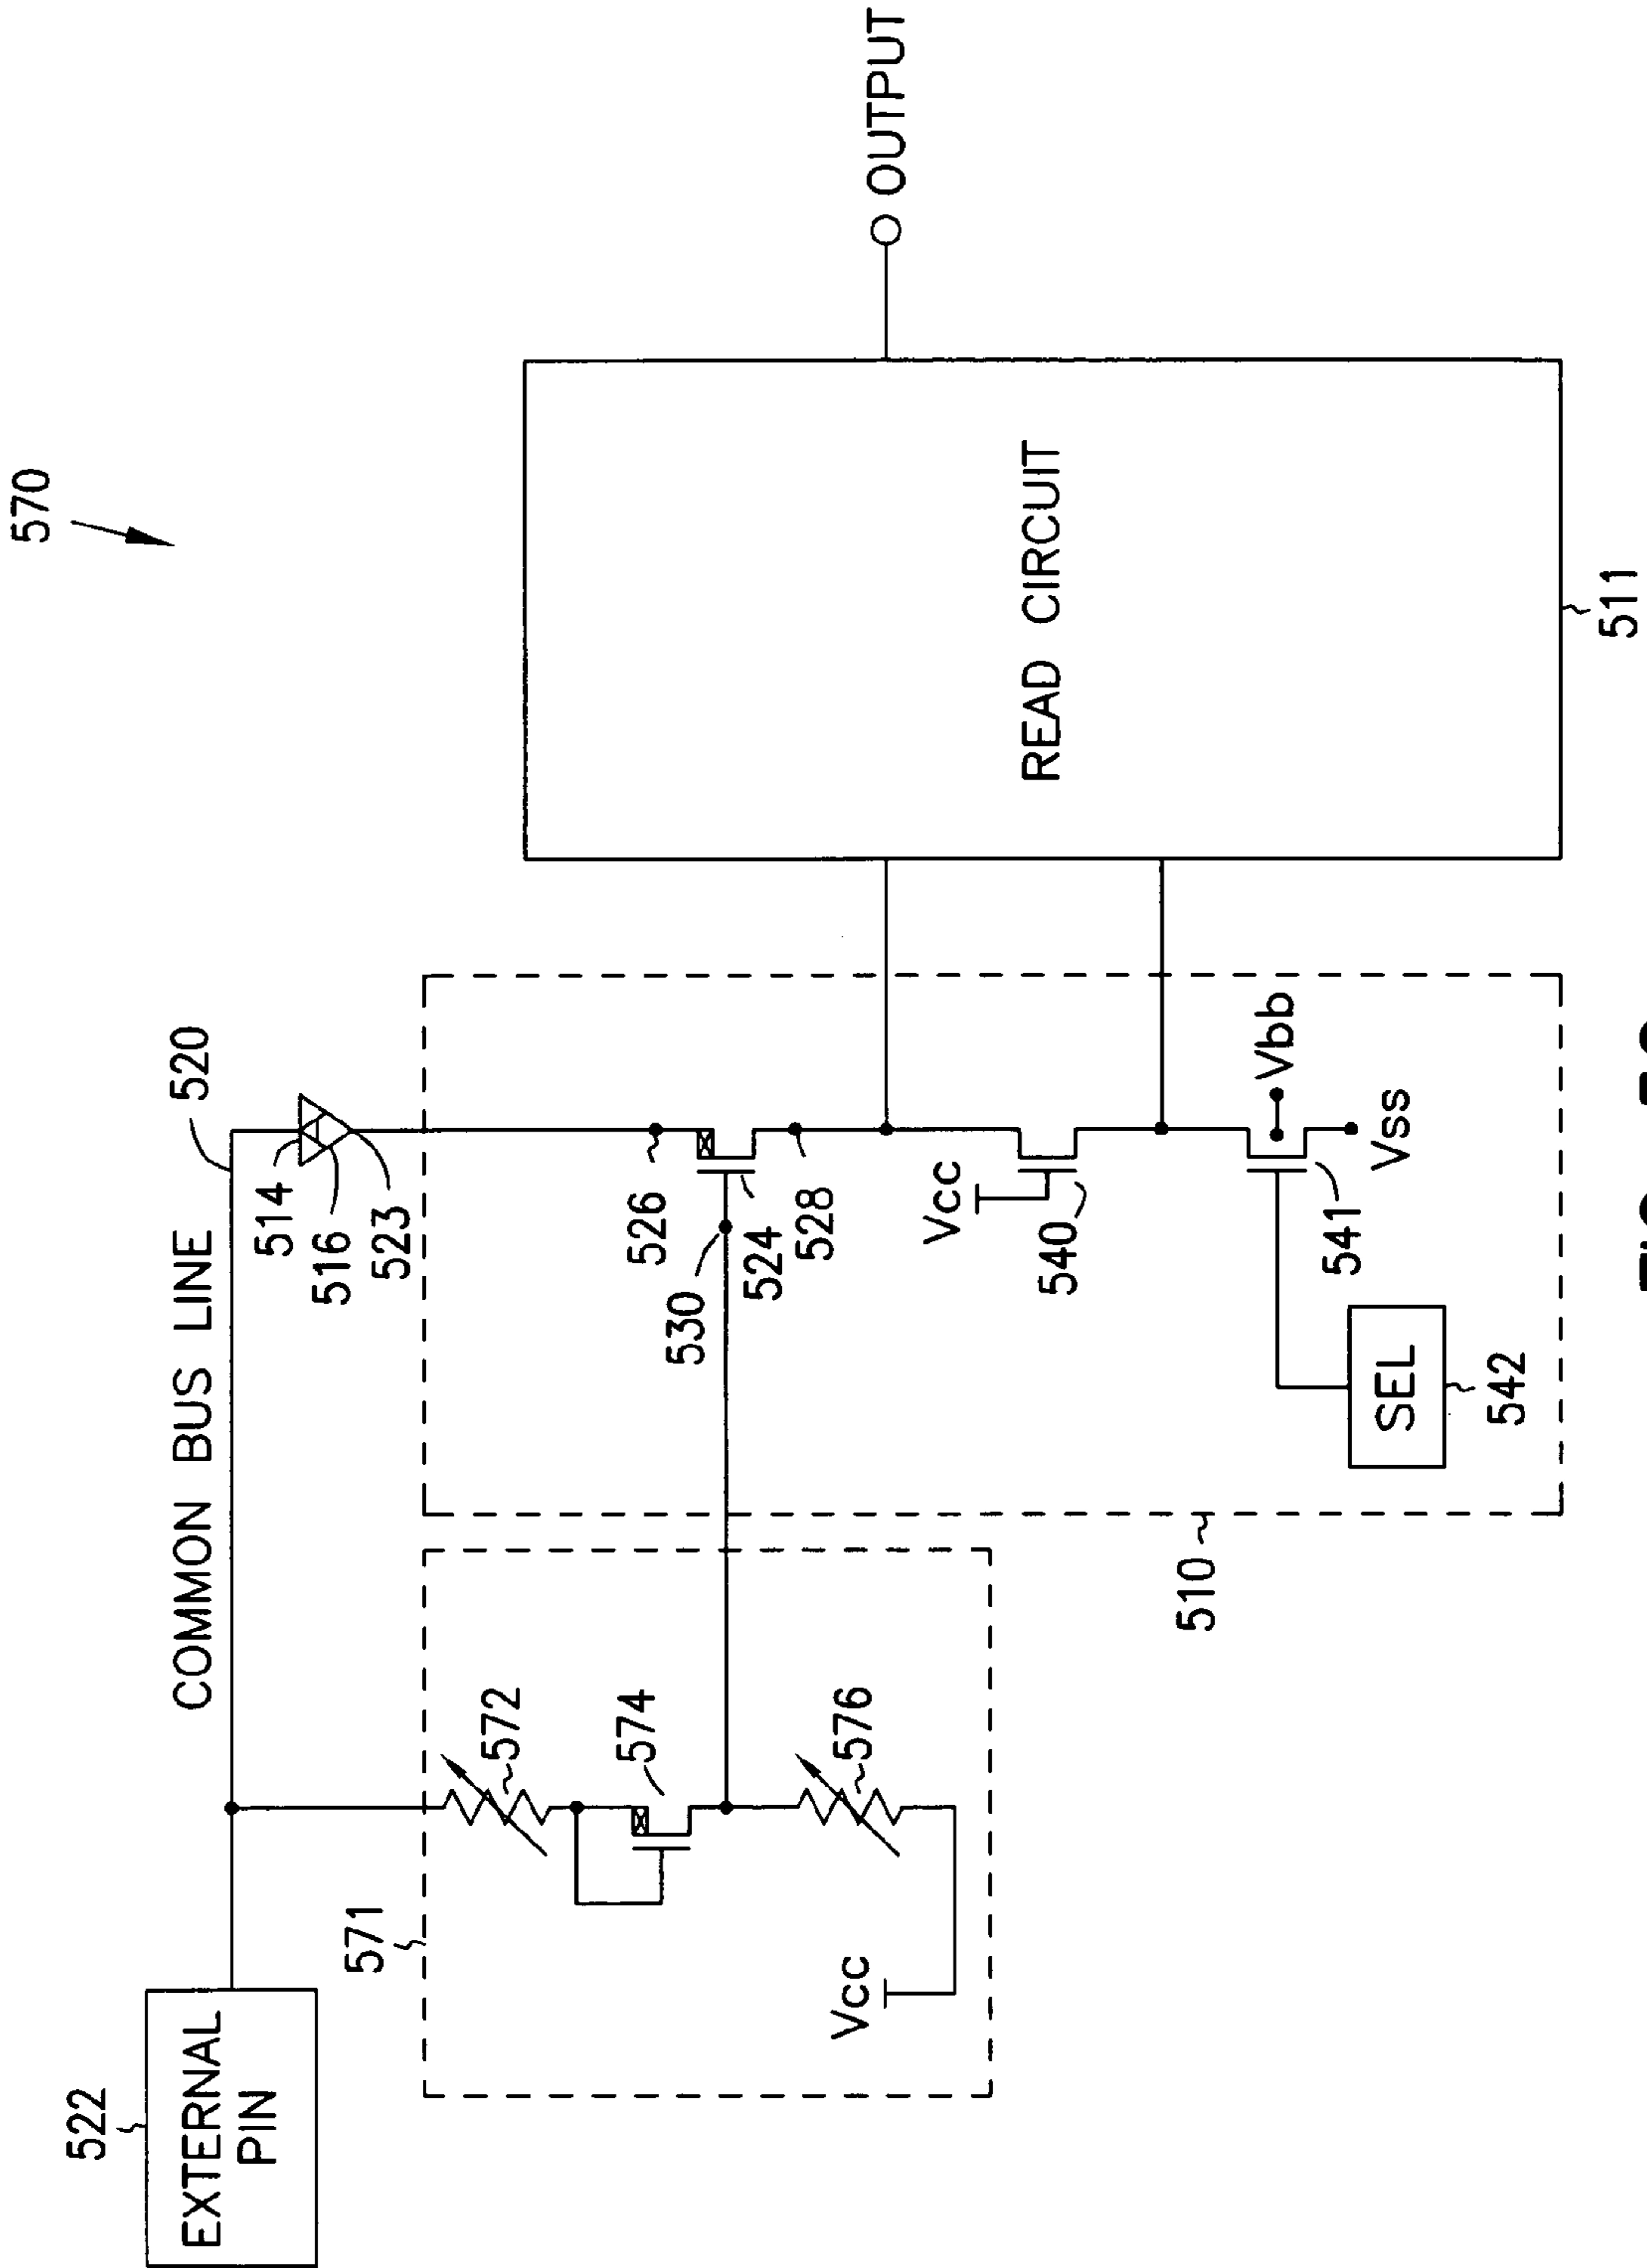 570
522
EXTERNAL
PIN
COMMON BUS LINE
520
514
516
523
571
572
574
576
Vcc
526
530
524
528
Vcc
540
Vbb
Vss
541
SEL
542
510
READ CIRCUIT
511
OUTPUT